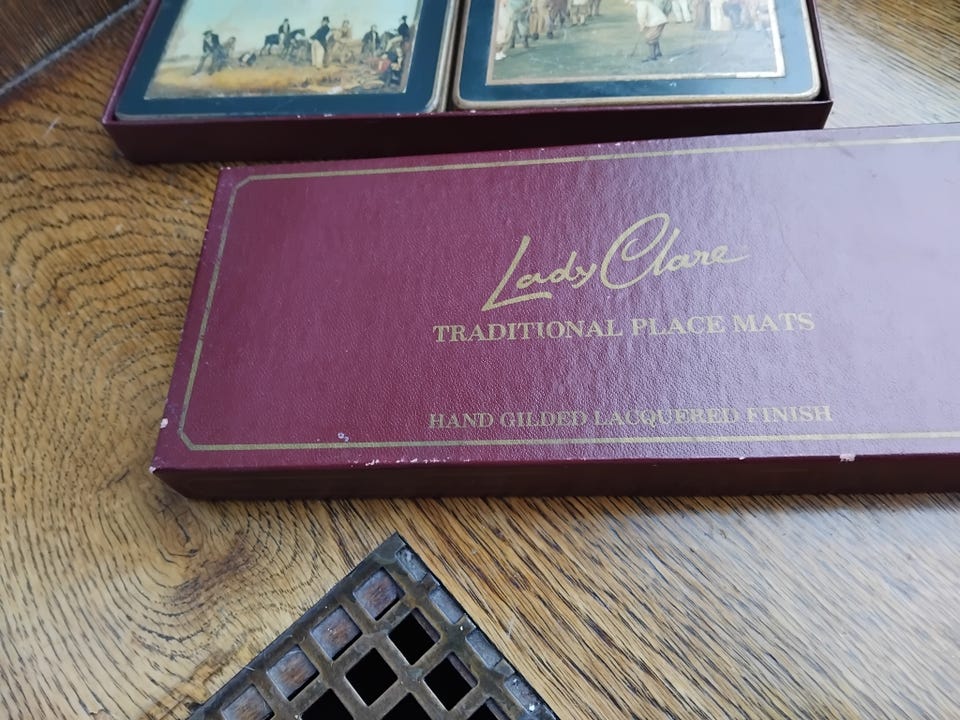 Lady Clare
TRADITIONAL PLACE MATS
HAND GILDED LACQUERED FINISH